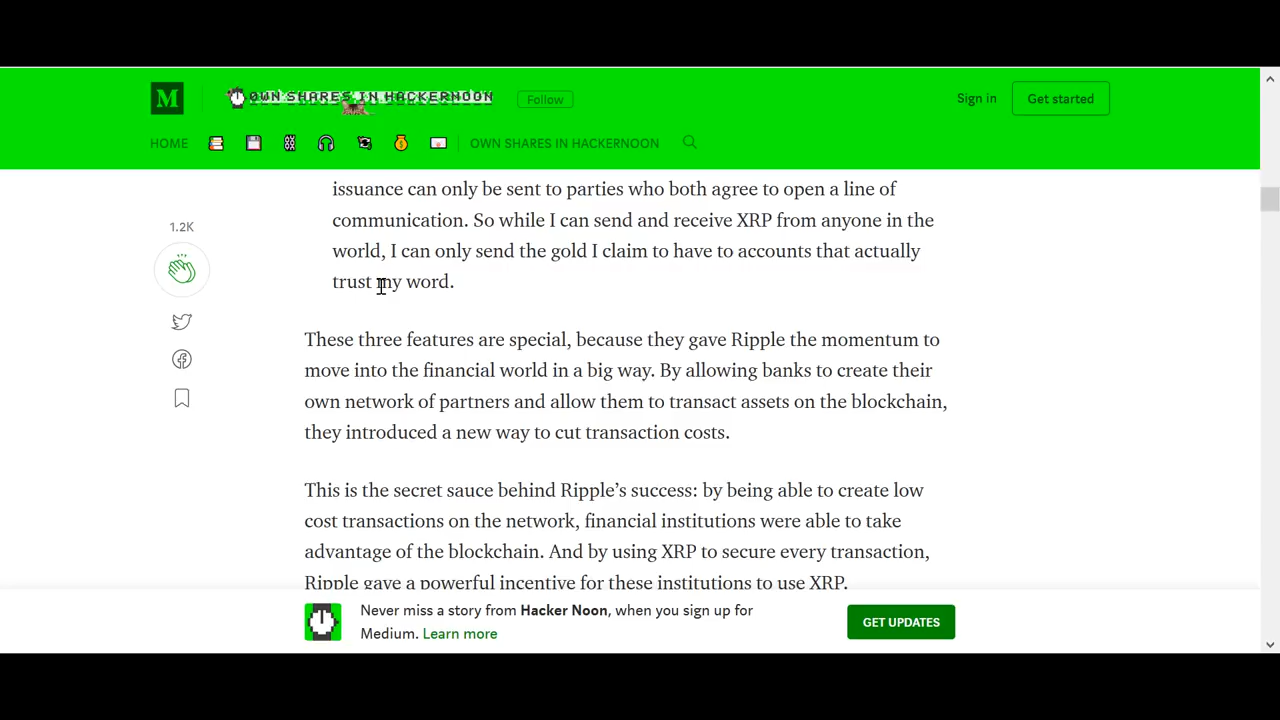 M
OWN SHARES IN HACKERNOON
Follow
Sign in
Get started
HOME
OWN SHARES IN HACKERNOON
issuance can only be sent to parties who both agree to open a line of
communication. So while I can send and receive XRP from anyone in the
world, I can only send the gold I claim to have to accounts that actually
trust my word.
1.2K
These three features are special, because they gave Ripple the momentum to
move into the financial world in a big way. By allowing banks to create their
own network of partners and allow them to transact assets on the blockchain,
they introduced a new way to cut transaction costs.
This is the secret sauce behind Ripple’s success: by being able to create low
cost transactions on the network, financial institutions were able to take
advantage of the blockchain. And by using XRP to secure every transaction,
Ripple gave a powerful incentive for these institutions to use XRP.
Never miss a story from Hacker Noon, when you sign up for
Medium. Learn more
GET UPDATES